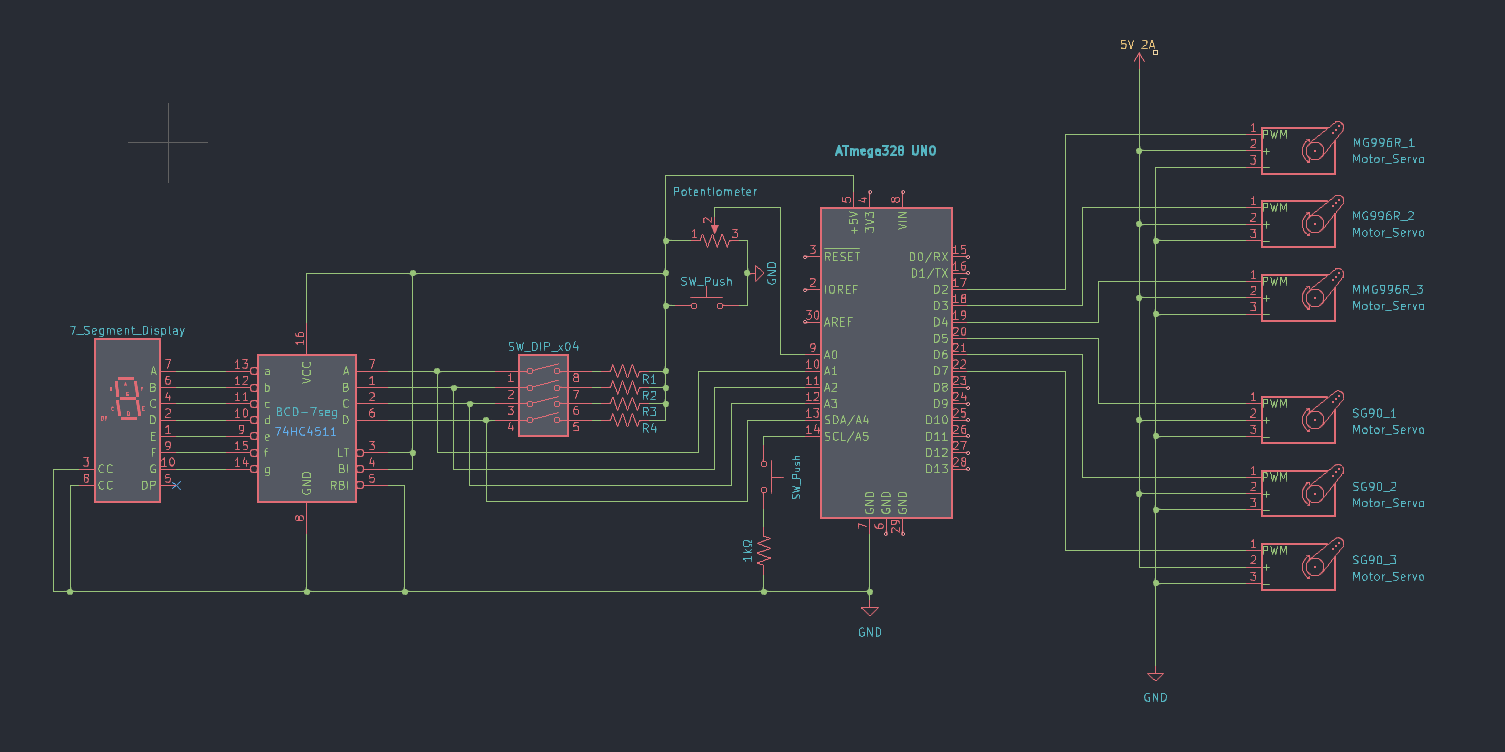 5V 2A
ATmega328 UNO
Potentiometer
1
2
3
GND
SW_Push
7_Segment_Display
A 7
B 6
C 4
D 2
E 1
F 9
G 10
DP 5
3 CC
8 CC
16
VCC
13 a
12 b
11 c
10 d
9 e
15 f
14 g
BCD-7seg
74HC4511
A 7
B 1
C 2
D 6
LT 3
BI 4
RBI 5
GND
8
SW_DIP_x04
1 8
2 7
3 6
4 5
R1
R2
R3
R4
SW_Push
1kΩ
5 +5V
4 3V3
8 VIN
3 RESET
2 IOREF
30 AREF
9 A0
10 A1
11 A2
12 A3
13 SDA/A4
14 SCL/A5
D0/RX 15
D1/TX 16
D2 17
D3 18
D4 19
D5 20
D6 21
D7 22
D8 23
D9 24
D10 25
D11 26
D12 27
D13 28
GND 7
GND 6
GND 29
GND
1 PWM
2 +
3 -
MG996R_1
Motor_Servo
1 PWM
2 +
3 -
MG996R_2
Motor_Servo
1 PWM
2 +
3 -
MMG996R_3
Motor_Servo
1 PWM
2 +
3 -
SG90_1
Motor_Servo
1 PWM
2 +
3 -
SG90_2
Motor_Servo
1 PWM
2 +
3 -
SG90_3
Motor_Servo
GND